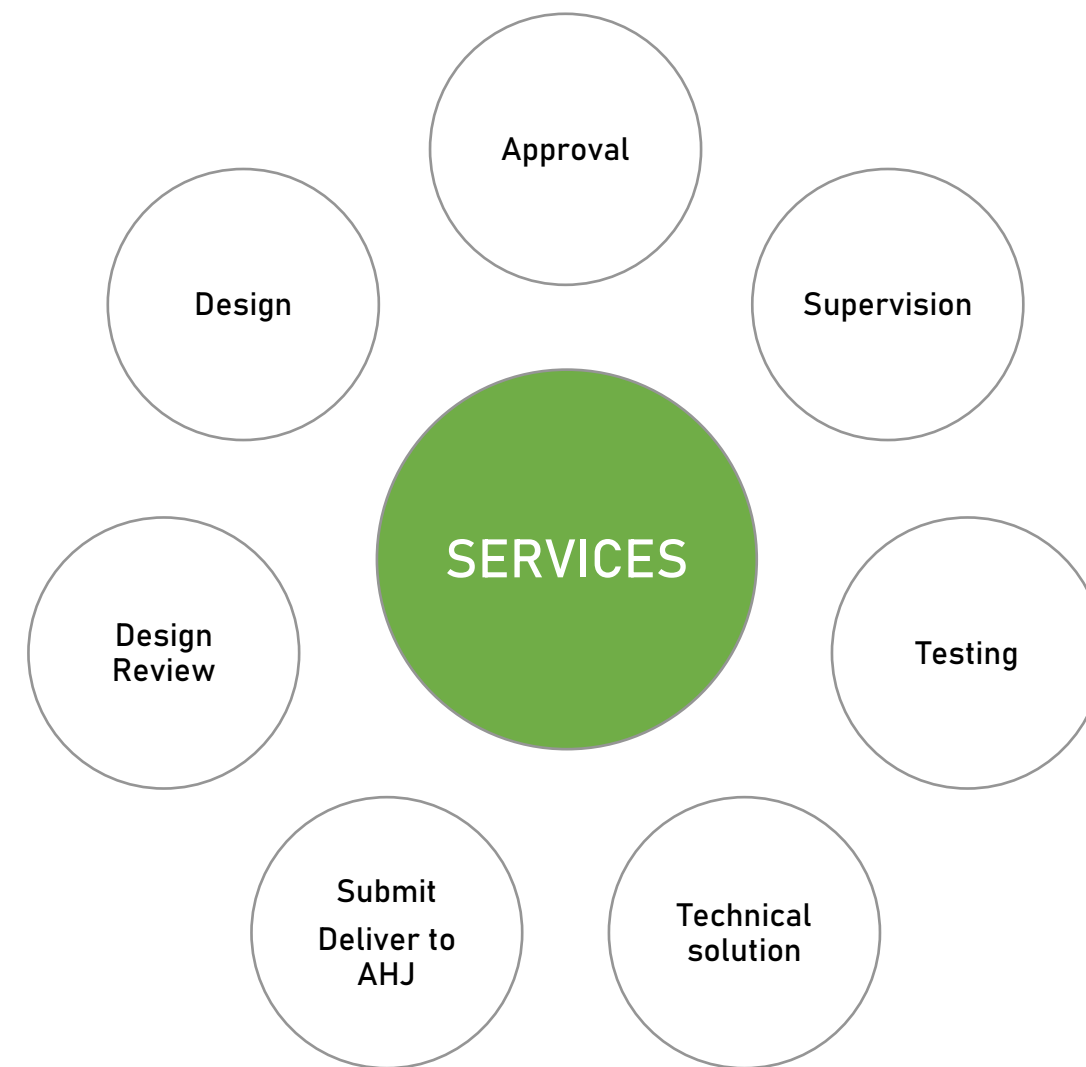 Approval
Design
Supervision
SERVICES
Design
Review
Testing
Submit
Deliver to
AHJ
Technical
solution